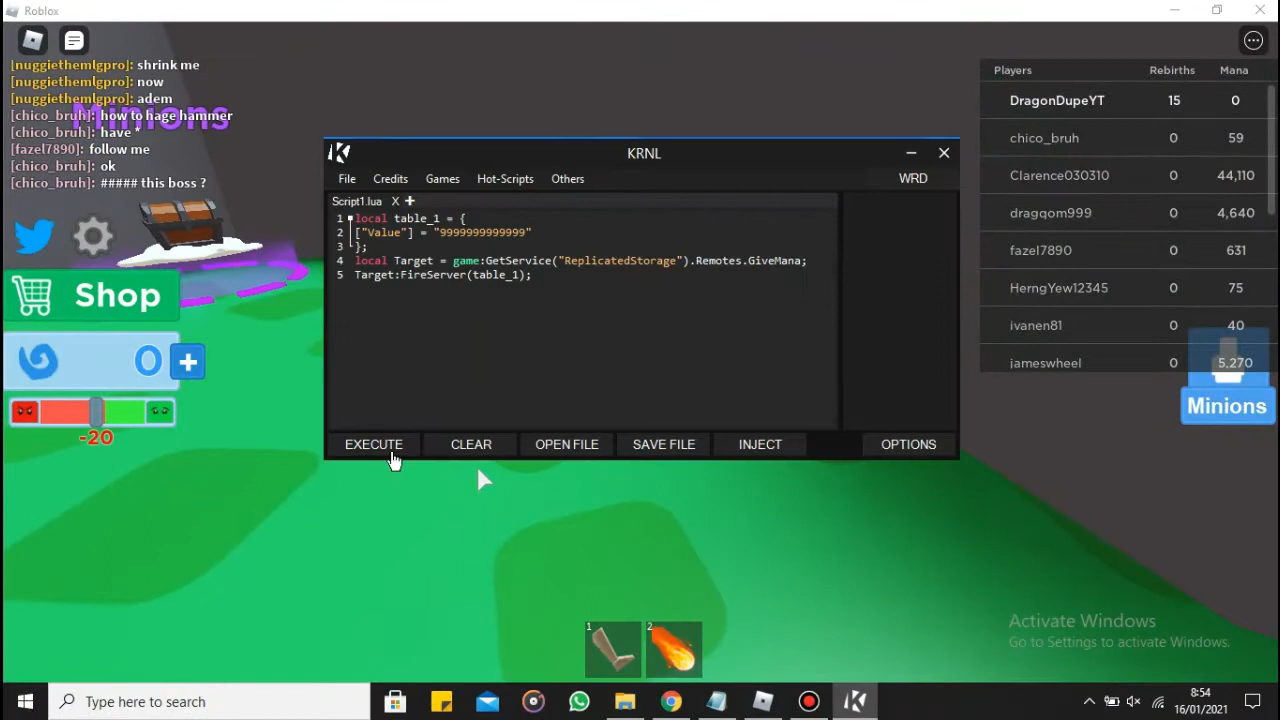 Roblox
[nuggiethemlgpro]: shrink me
[nuggiethemlgpro]: now
[nuggiethemlgpro]: adem
[chico_bruh]: how to hage hammer
[chico_bruh]: have *
[fazel7890]: follow me
[chico_bruh]: ok
[chico_bruh]: ##### this boss ?
Minions
Shop
0
+
-20
KRNL
File Credits Games Hot-Scripts Others WRD
Script1.lua X +
1 local table_1 = {
2 ["Value"] = "9999999999999"
3 };
4 local Target = game:GetService("ReplicatedStorage").Remotes.GiveMana;
5 Target:FireServer(table_1);
EXECUTE CLEAR OPEN FILE SAVE FILE INJECT OPTIONS
Players Rebirths Mana
DragonDupeYT 15 0
chico_bruh 0 59
Clarence030310 0 44,110
dragqom999 0 4,640
fazel7890 0 631
HerngYew12345 0 75
ivanen81 0 40
jameswheel 0 5,270
Minions
1 2
Activate Windows
Go to Settings to activate Windows.
Type here to search
8:54
16/01/2021